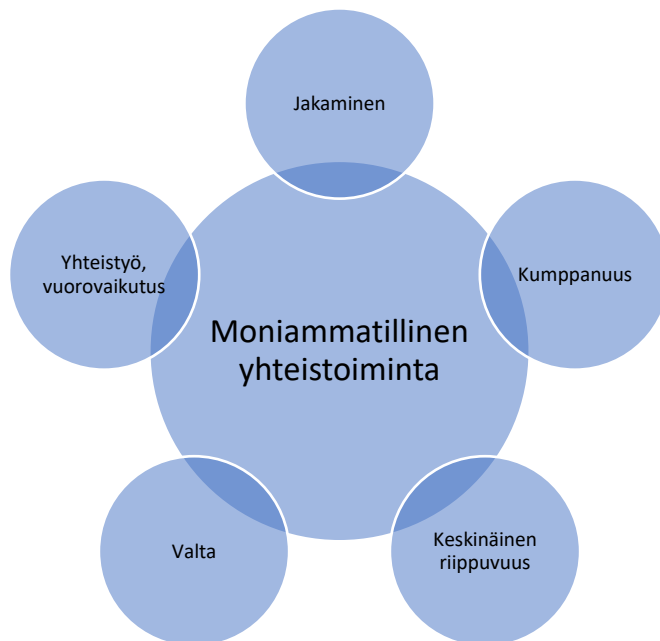 Jakaminen
Yhteistyö,
vuorovaikutus
Kumppanuus
Moniammatillinen
yhteistoiminta
Valta
Keskinäinen
riippuvuus